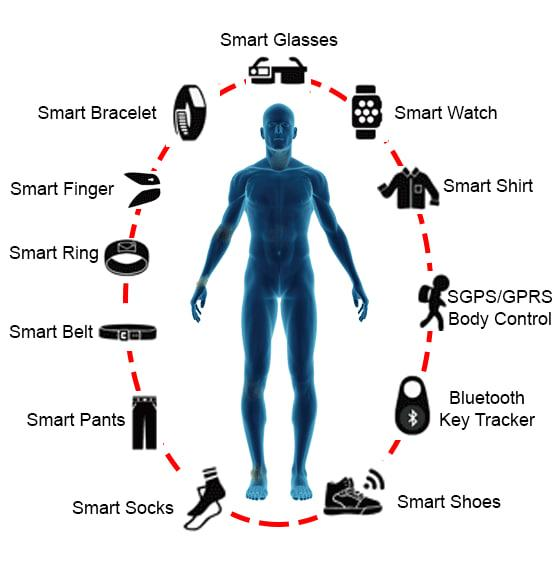 Smart Glasses
Smart Bracelet
Smart Watch
Smart Finger
Smart Shirt
Smart Ring
SGPS/GPRS
Body Control
Smart Belt
Bluetooth
Key Tracker
Smart Pants
Smart Socks
Smart Shoes